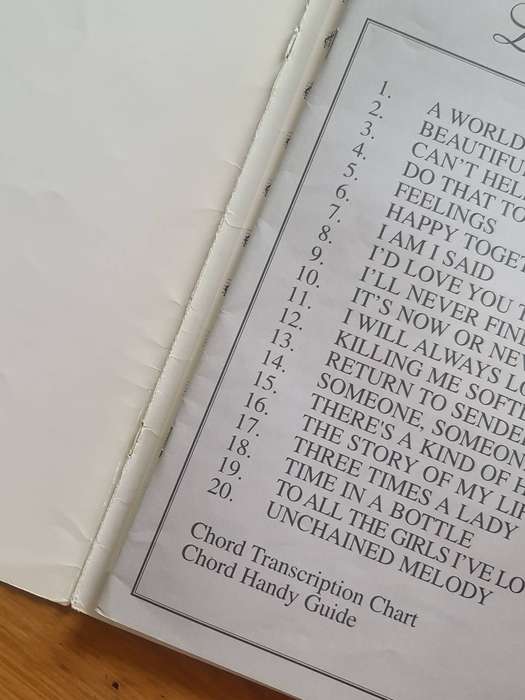 1. A WORLD
2. BEAUTIFU
3. CAN'T HEL
4. DO THAT TO
5. FEELINGS
6. HAPPY TOGET
7. I AM I SAID
8. I'D LOVE YOU T
9. I'LL NEVER FIN
10. IT'S NOW OR NEV
11. I WILL ALWAYS LO
12. KILLING ME SOFTL
13. RETURN TO SENDE
14. SOMEONE, SOMEON
15. THERE'S A KIND OF H
16. THE STORY OF MY LIF
17. THREE TIMES A LADY
18. TIME IN A BOTTLE
19. TO ALL THE GIRLS I'VE LO
20. UNCHAINED MELODY
Chord Transcription Chart
Chord Handy Guide